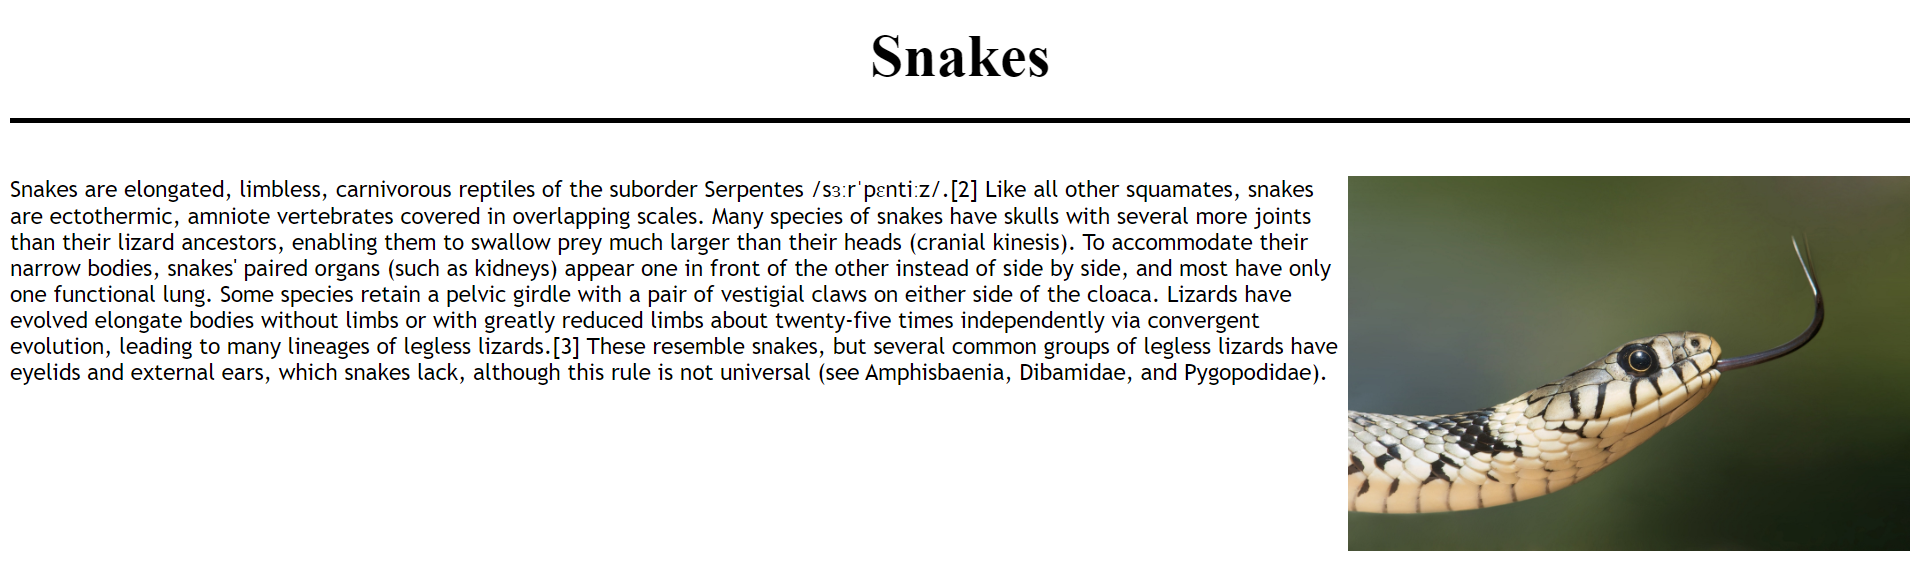 Snakes
Snakes are elongated, limbless, carnivorous reptiles of the suborder Serpentes /sɜːrˈpɛntiːz/.[2] Like all other squamates, snakes
are ectothermic, amniote vertebrates covered in overlapping scales. Many species of snakes have skulls with several more joints
than their lizard ancestors, enabling them to swallow prey much larger than their heads (cranial kinesis). To accommodate their
narrow bodies, snakes' paired organs (such as kidneys) appear one in front of the other instead of side by side, and most have only
one functional lung. Some species retain a pelvic girdle with a pair of vestigial claws on either side of the cloaca. Lizards have
evolved elongate bodies without limbs or with greatly reduced limbs about twenty-five times independently via convergent
evolution, leading to many lineages of legless lizards.[3] These resemble snakes, but several common groups of legless lizards have
eyelids and external ears, which snakes lack, although this rule is not universal (see Amphisbaenia, Dibamidae, and Pygopodidae).